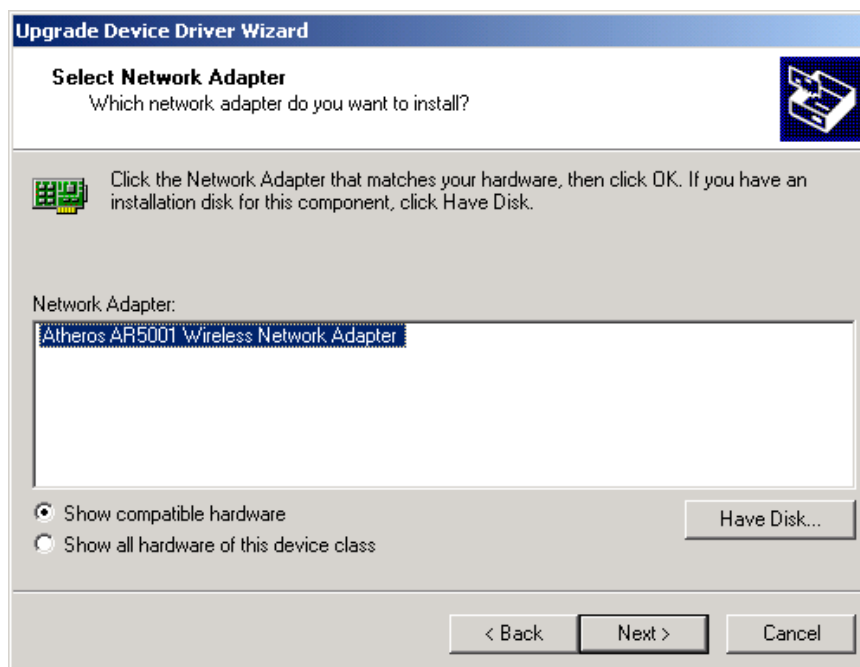 Upgrade Device Driver Wizard
Select Network Adapter
Which network adapter do you want to install?
Click the Network Adapter that matches your hardware, then click OK. If you have an
installation disk for this component, click Have Disk.
Network Adapter:
Atheros AR5001 Wireless Network Adapter
Show compatible hardware
Show all hardware of this device class
Have Disk...
< Back
Next >
Cancel